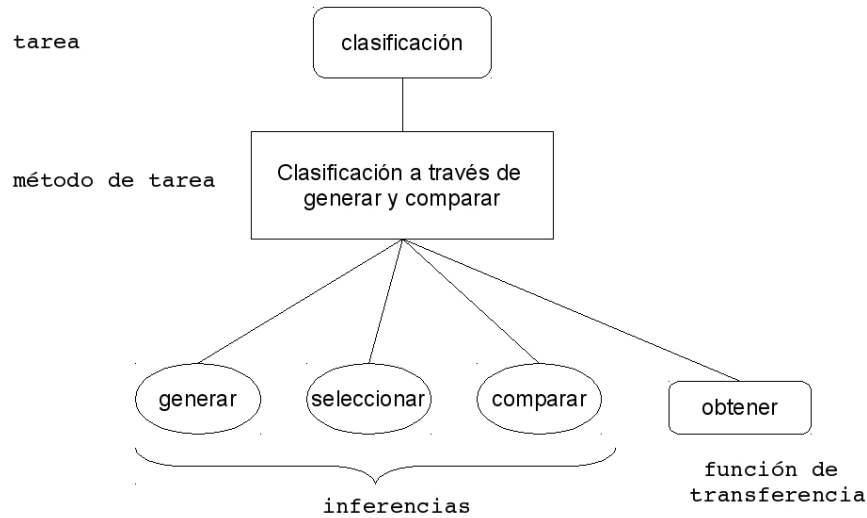 tarea
clasificación
método de tarea
Clasificación a través de
generar y comparar
generar
seleccionar
comparar
obtener
inferencias
función de
transferencia